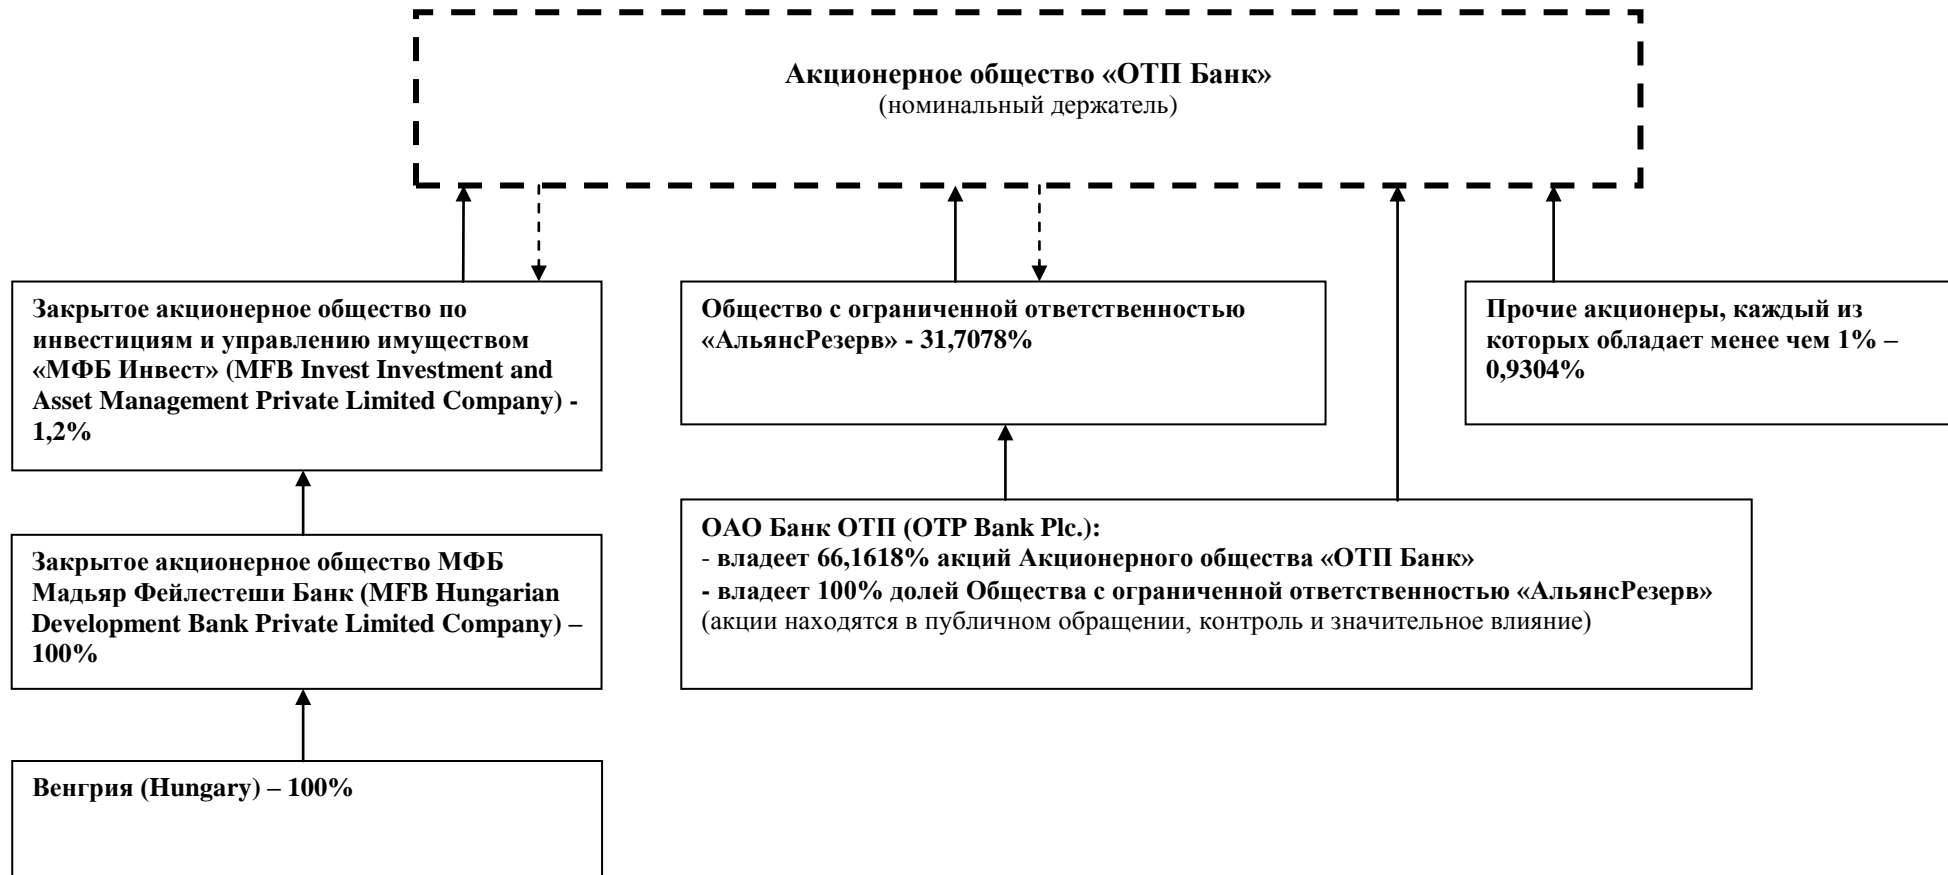 Акционерное общество «ОТП Банк»
(номинальный держатель)
Закрытое акционерное общество по
инвестициям и управлению имуществом
«МФБ Инвест» (MFB Invest Investment and
Asset Management Private Limited Company) -
1,2%
Общество с ограниченной ответственностью
«АльянсРезерв» - 31,7078%
Прочие акционеры, каждый из
которых обладает менее чем 1% –
0,9304%
Закрытое акционерное общество МФБ
Мадьяр Фейлестеши Банк (MFB Hungarian
Development Bank Private Limited Company) –
100%
ОАО Банк ОТП (OTP Bank Plc.):
- владеет 66,1618% акций Акционерного общества «ОТП Банк»
- владеет 100% долей Общества с ограниченной ответственностью «АльянсРезерв»
(акции находятся в публичном обращении, контроль и значительное влияние)
Венгрия (Hungary) – 100%